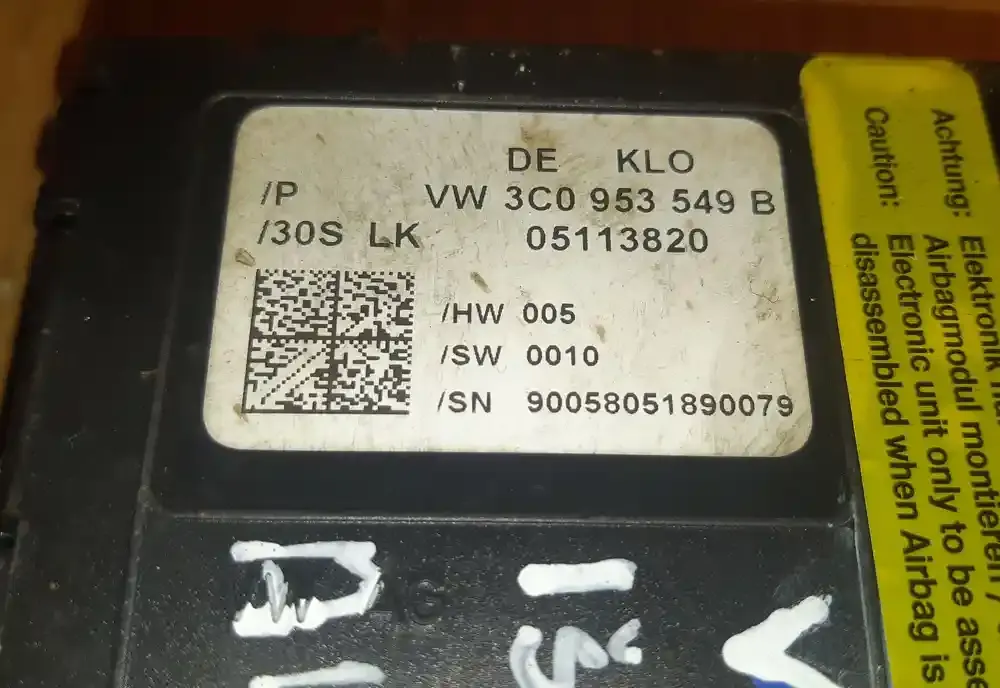 DE KLO
/P VW 3C0 953 549 B
/30S LK 05113820
/HW 005
/SW 0010
/SN 90058051890079
Achtung: Elektronik
Airbagmodul montieren /
Caution: Electronic unit only to be
disassembled when Airbag is